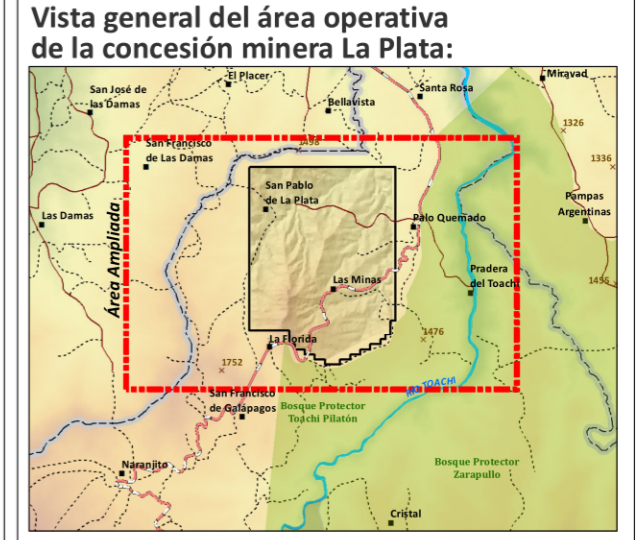 Vista general del área operativa
de la concesión minera La Plata:
El Placer
Miravad
San José de
las Damas
Santa Rosa
Bellavista
1326
San Francisco
de Las Damas
1498
1336
San Pablo
de La Plata
Pampas
Argentinas
Las Damas
Palo Quemado
Área Ampliada
Las Minas
Pradera
del Toachi
1495
La Florida
1476
1752
RIO TOACHI
San Francisco
de Galápagos
Bosque Protector
Toachi Pilatón
Naranjito
Bosque Protector
Zarapullo
Cristal